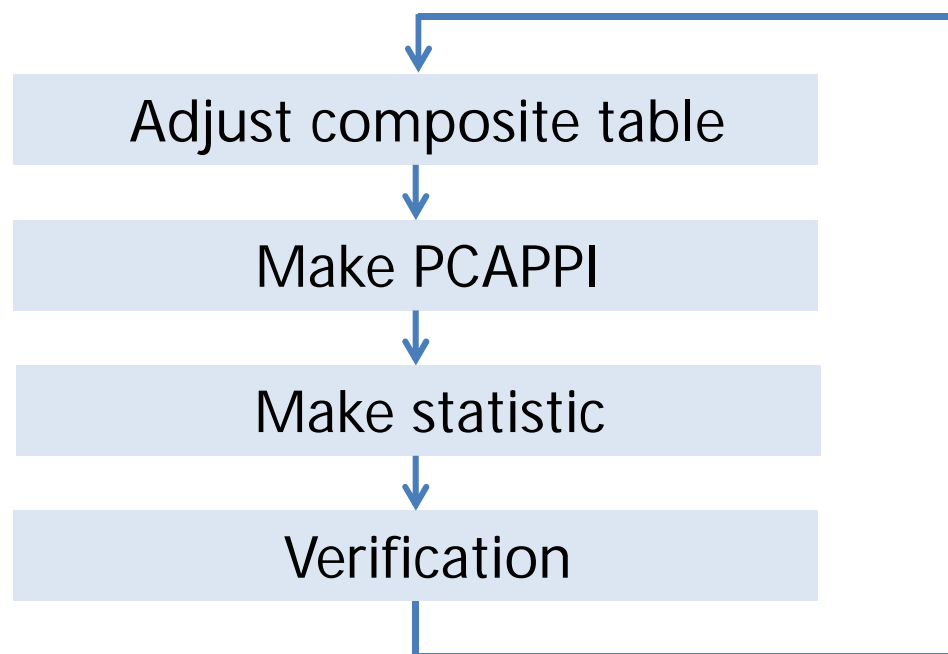 Adjust composite table
Make PCAPPI
Make statistic
Verification